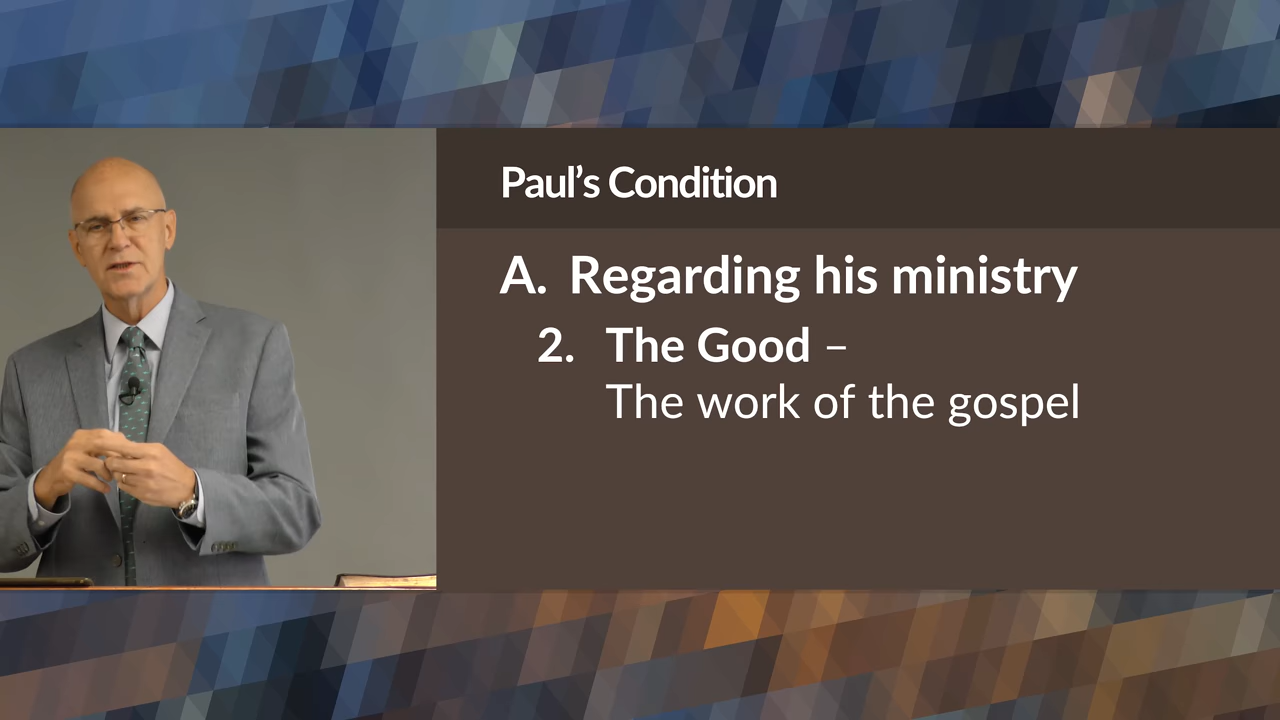 Paul’s Condition
A. Regarding his ministry
2. The Good –
The work of the gospel